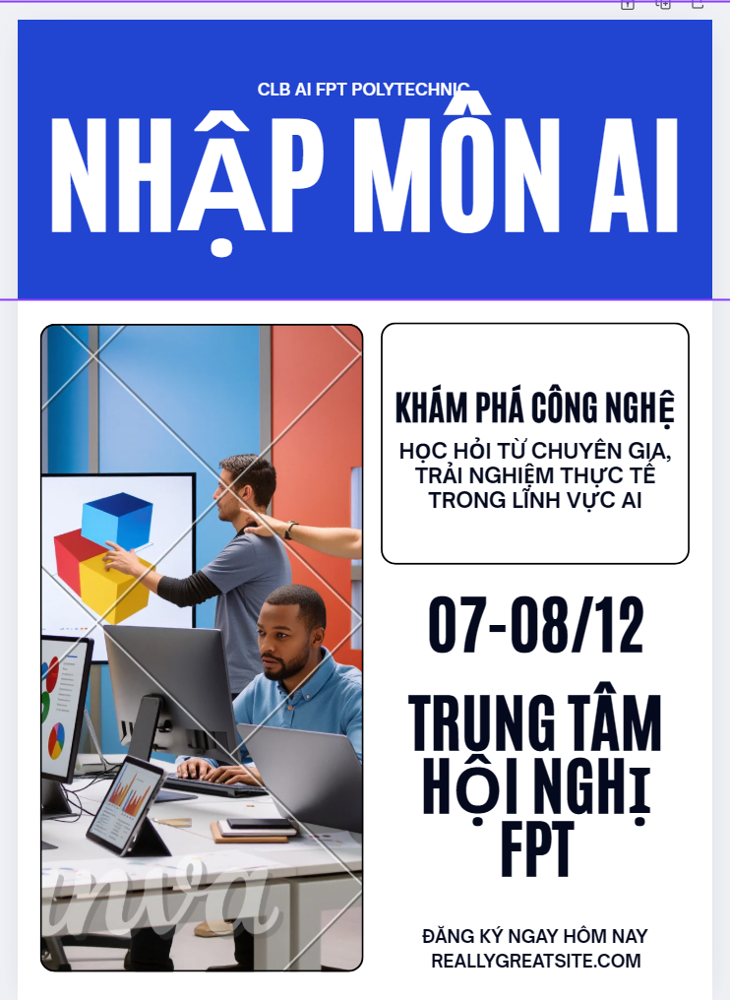 CLB AI FPT POLYTECHNIC
NHẬP MÔN AI
KHÁM PHÁ CÔNG NGHỆ
HỌC HỎI TỪ CHUYÊN GIA,
TRẢI NGHIỆM THỰC TẾ
TRONG LĨNH VỰC AI
07-08/12
TRUNG TÂM
HỘI NGHỊ
FPT
ĐĂNG KÝ NGAY HÔM NAY
REALLYGREATSITE.COM